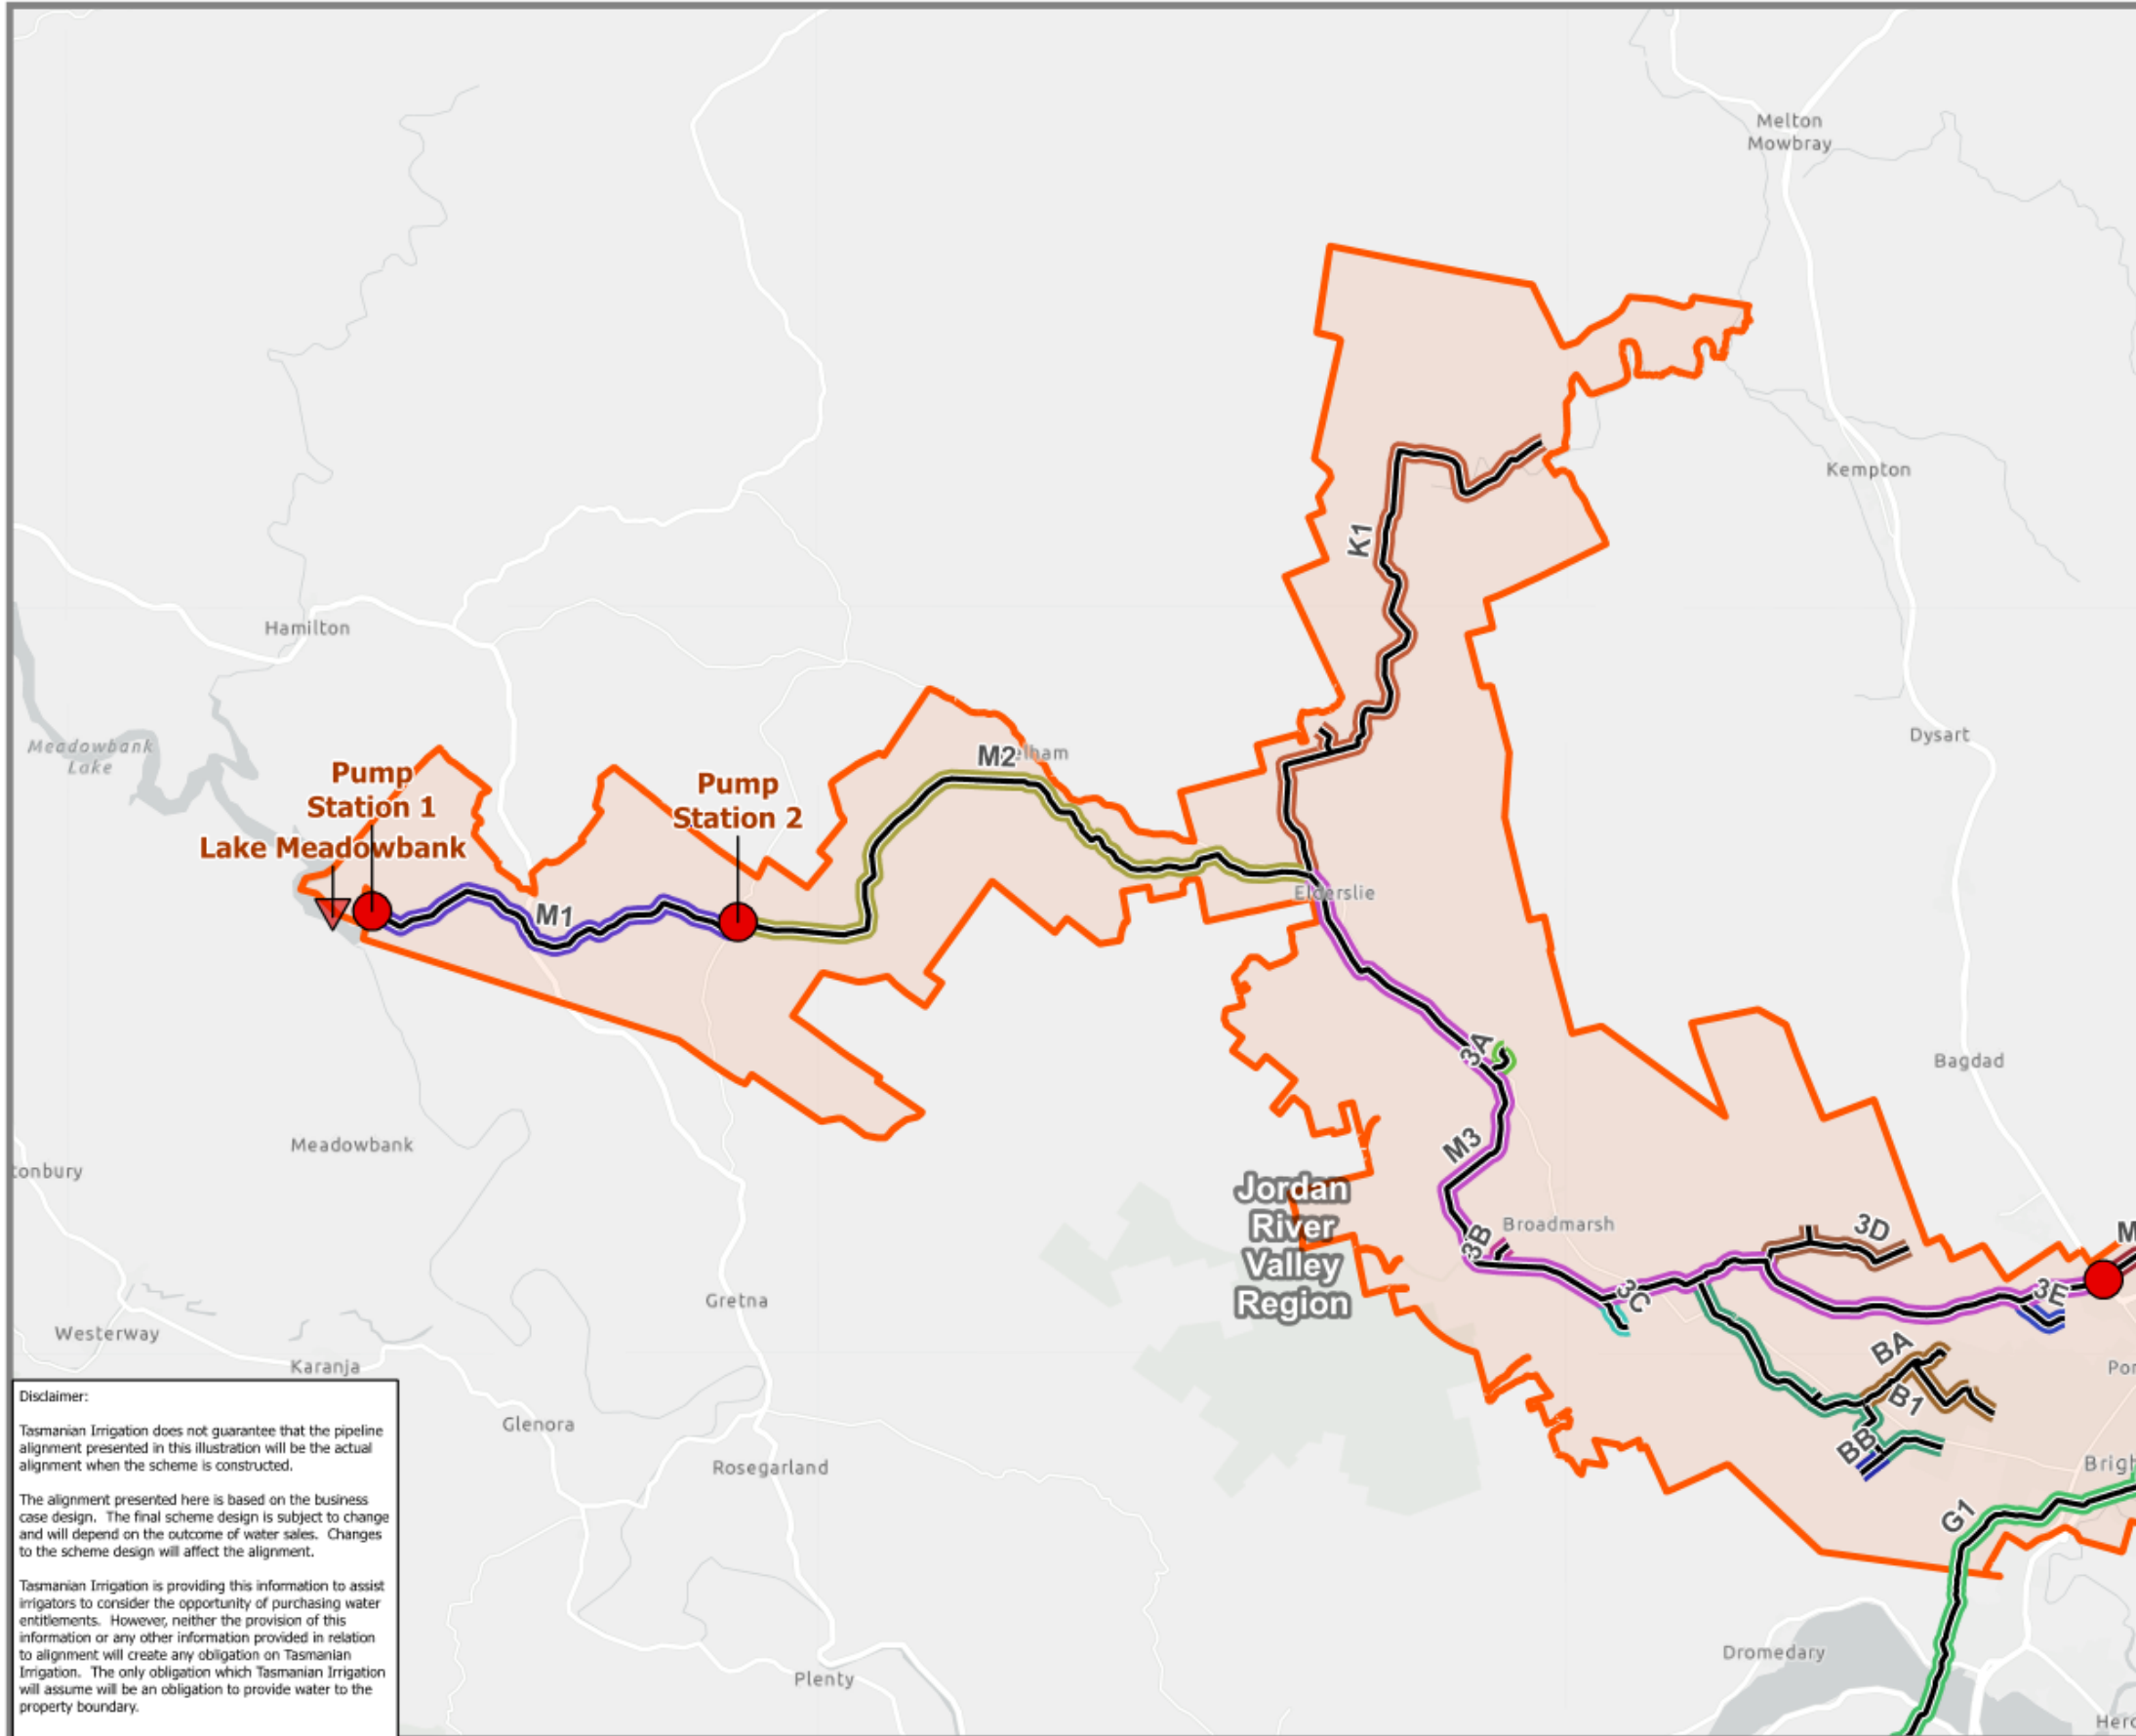 Melton
Mowbray
Kempton
K1
Hamilton
Dysart
Meadowbank
Lake
M2
Pump
Station 1
Pump
Station 2
Lake Meadowbank
Elderslie
M1
3A
Bagdad
Meadowbank
M3
Jordan
River
Valley
Region
Broadmarsh
3B
3D
3C
3E
Gretna
Westerway
Karanja
BA
B1
BB
Glenora
Rosegarland
G1
Dromedary
Plenty
Disclaimer:
Tasmanian Irrigation does not guarantee that the pipeline
alignment presented in this illustration will be the actual
alignment when the scheme is constructed.
The alignment presented here is based on the business
case design. The final scheme design is subject to change
and will depend on the outcome of water sales. Changes
to the scheme design will affect the alignment.
Tasmanian Irrigation is providing this information to assist
irrigators to consider the opportunity of purchasing water
entitlements. However, neither the provision of this
information or any other information provided in relation
to alignment will create any obligation on Tasmanian
Irrigation. The only obligation which Tasmanian Irrigation
will assume will be an obligation to provide water to the
property boundary.